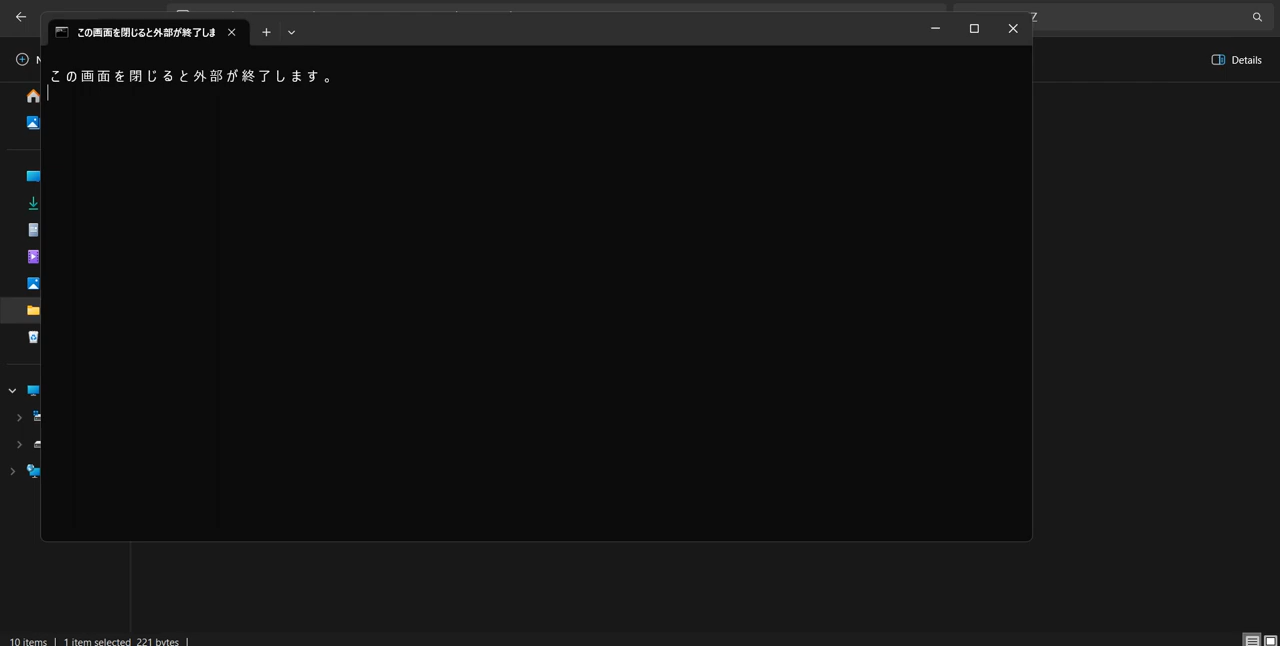 この画面を閉じると外部が終了しま
Details
この画面を閉じると外部が終了します。
10 items
1 item selected 221 bytes